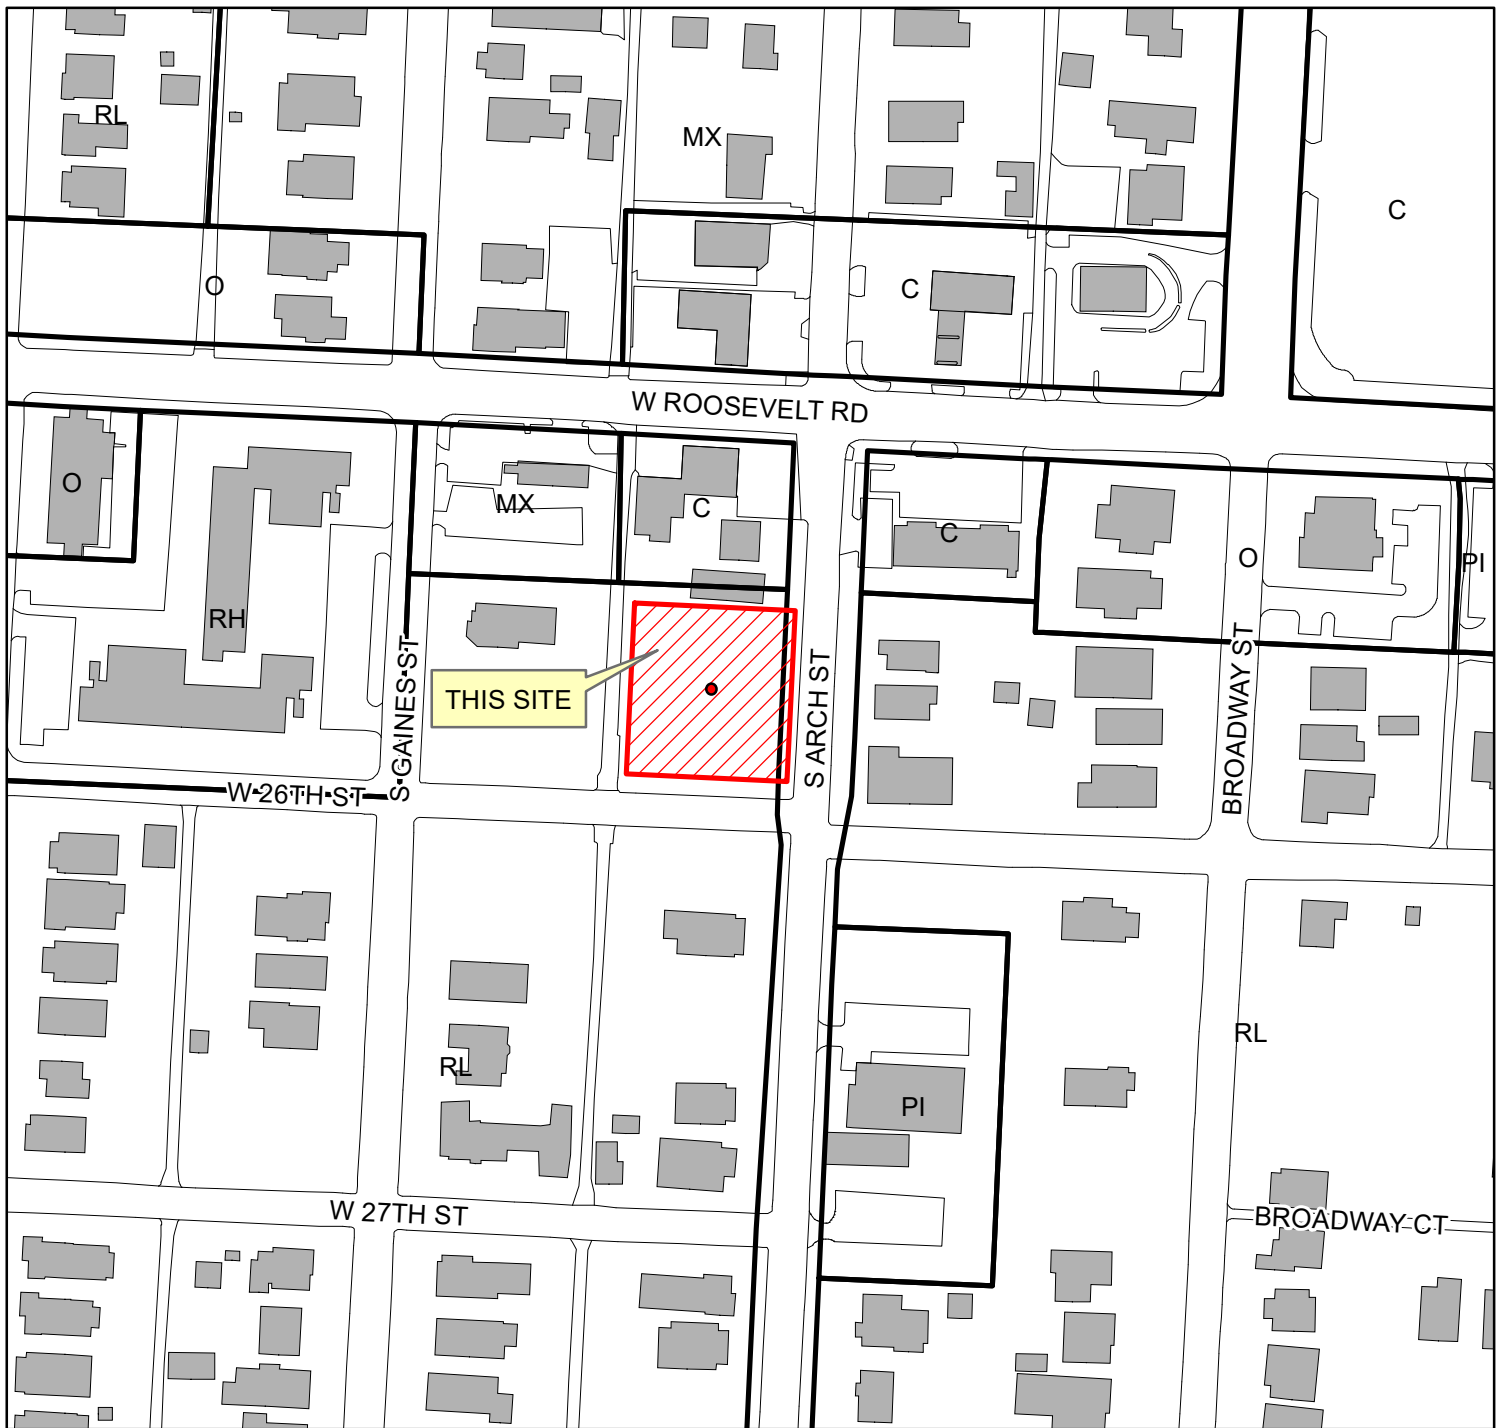 RL
MX
C
O
C
W ROOSEVELT RD
O
MX
C
C
O
PI
RH
S GAINES ST
THIS SITE
S ARCH ST
BROADWAY ST
W 26TH ST
RL
RL
PI
W 27TH ST
BROADWAY CT